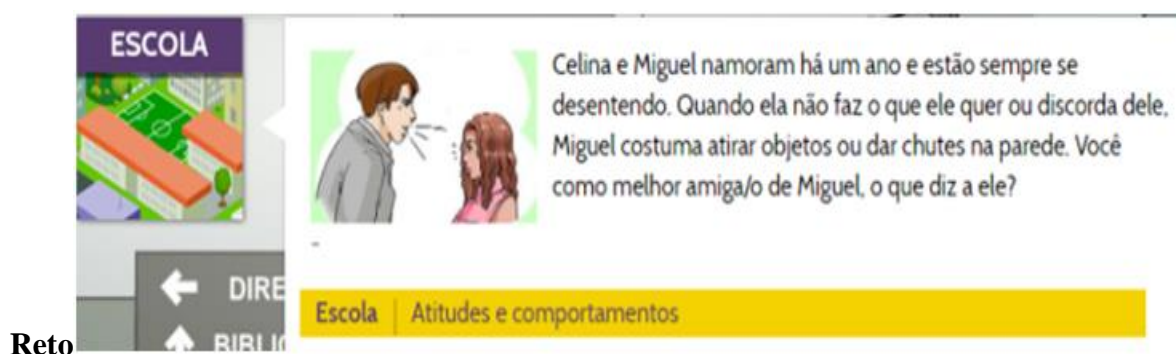 ESCOLA
Celina e Miguel namoram há um ano e estão sempre se
desentendo. Quando ela não faz o que ele quer ou discorda dele,
Miguel costuma atirar objetos ou dar chutes na parede. Você
como melhor amiga/o de Miguel, o que diz a ele?
-
DIRE
Escola | Atitudes e comportamentos
BIBLIO
Reto